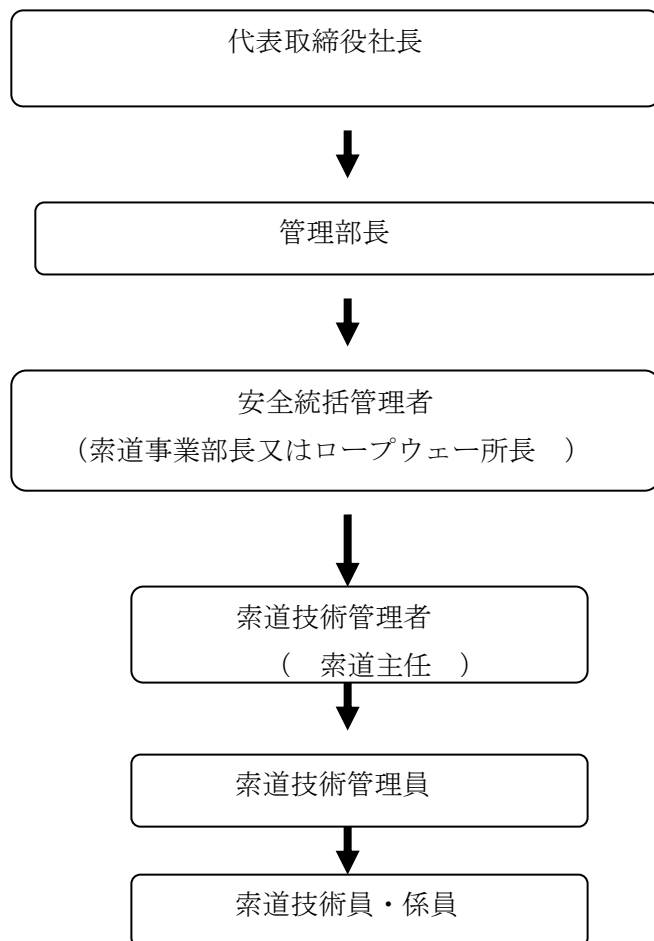 代表取締役社長
管理部長
安全統括管理者
（索道事業部長又はロープウェー所長　）
索道技術管理者
（　索道主任　）
索道技術管理員
索道技術員・係員